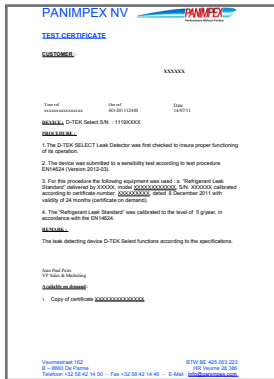 PANIMPEX NV
PANIMPEX
TEST CERTIFICATE
CUSTOMER :
XXXXXX
Your ref Our ref Date
xxxxxxxxxxxxxxx SO-201112440 14/07/11
DEVICE : D-TEK Select S/N : 1119XXXX
PROCEDURE :
1.The D-TEK SELECT Leak Detector was first checked to insure proper functioning
of its operation.
2. The device was submitted to a sensibility test according to test procedure
EN14624 (Version 2012-03).
3. For this procedure the following equipment was used : a “Refrigerant Leak
Standard” delivered by XXXXX, model XXXXXXXXXXXX, S/N XXXXXX calibrated
according to certificate number XXXXXXXXX, dated 8 December 2011 with
validity of 24 months (certificate on demand).
4. The “Refrigerant Leak Standard” was calibrated to the level of 5 g/year, in
accordance with the EN14624.
REMARK :
The leak detecting device D-TEK Select functions according to the specifications.
Jean Paul Feirs
VP Sales & Marketing
Available on demand:
1. Copy of certificate XXXXXXXXXXXXXX
Veurnestraat 162 BTW BE 425.003.223
B – 8660 De Panne HR Veurne 28 386
Telefoon +32 58 42 14 50 - Fax +32 58 42 14 46 - E-Mail : info@panimpex.com